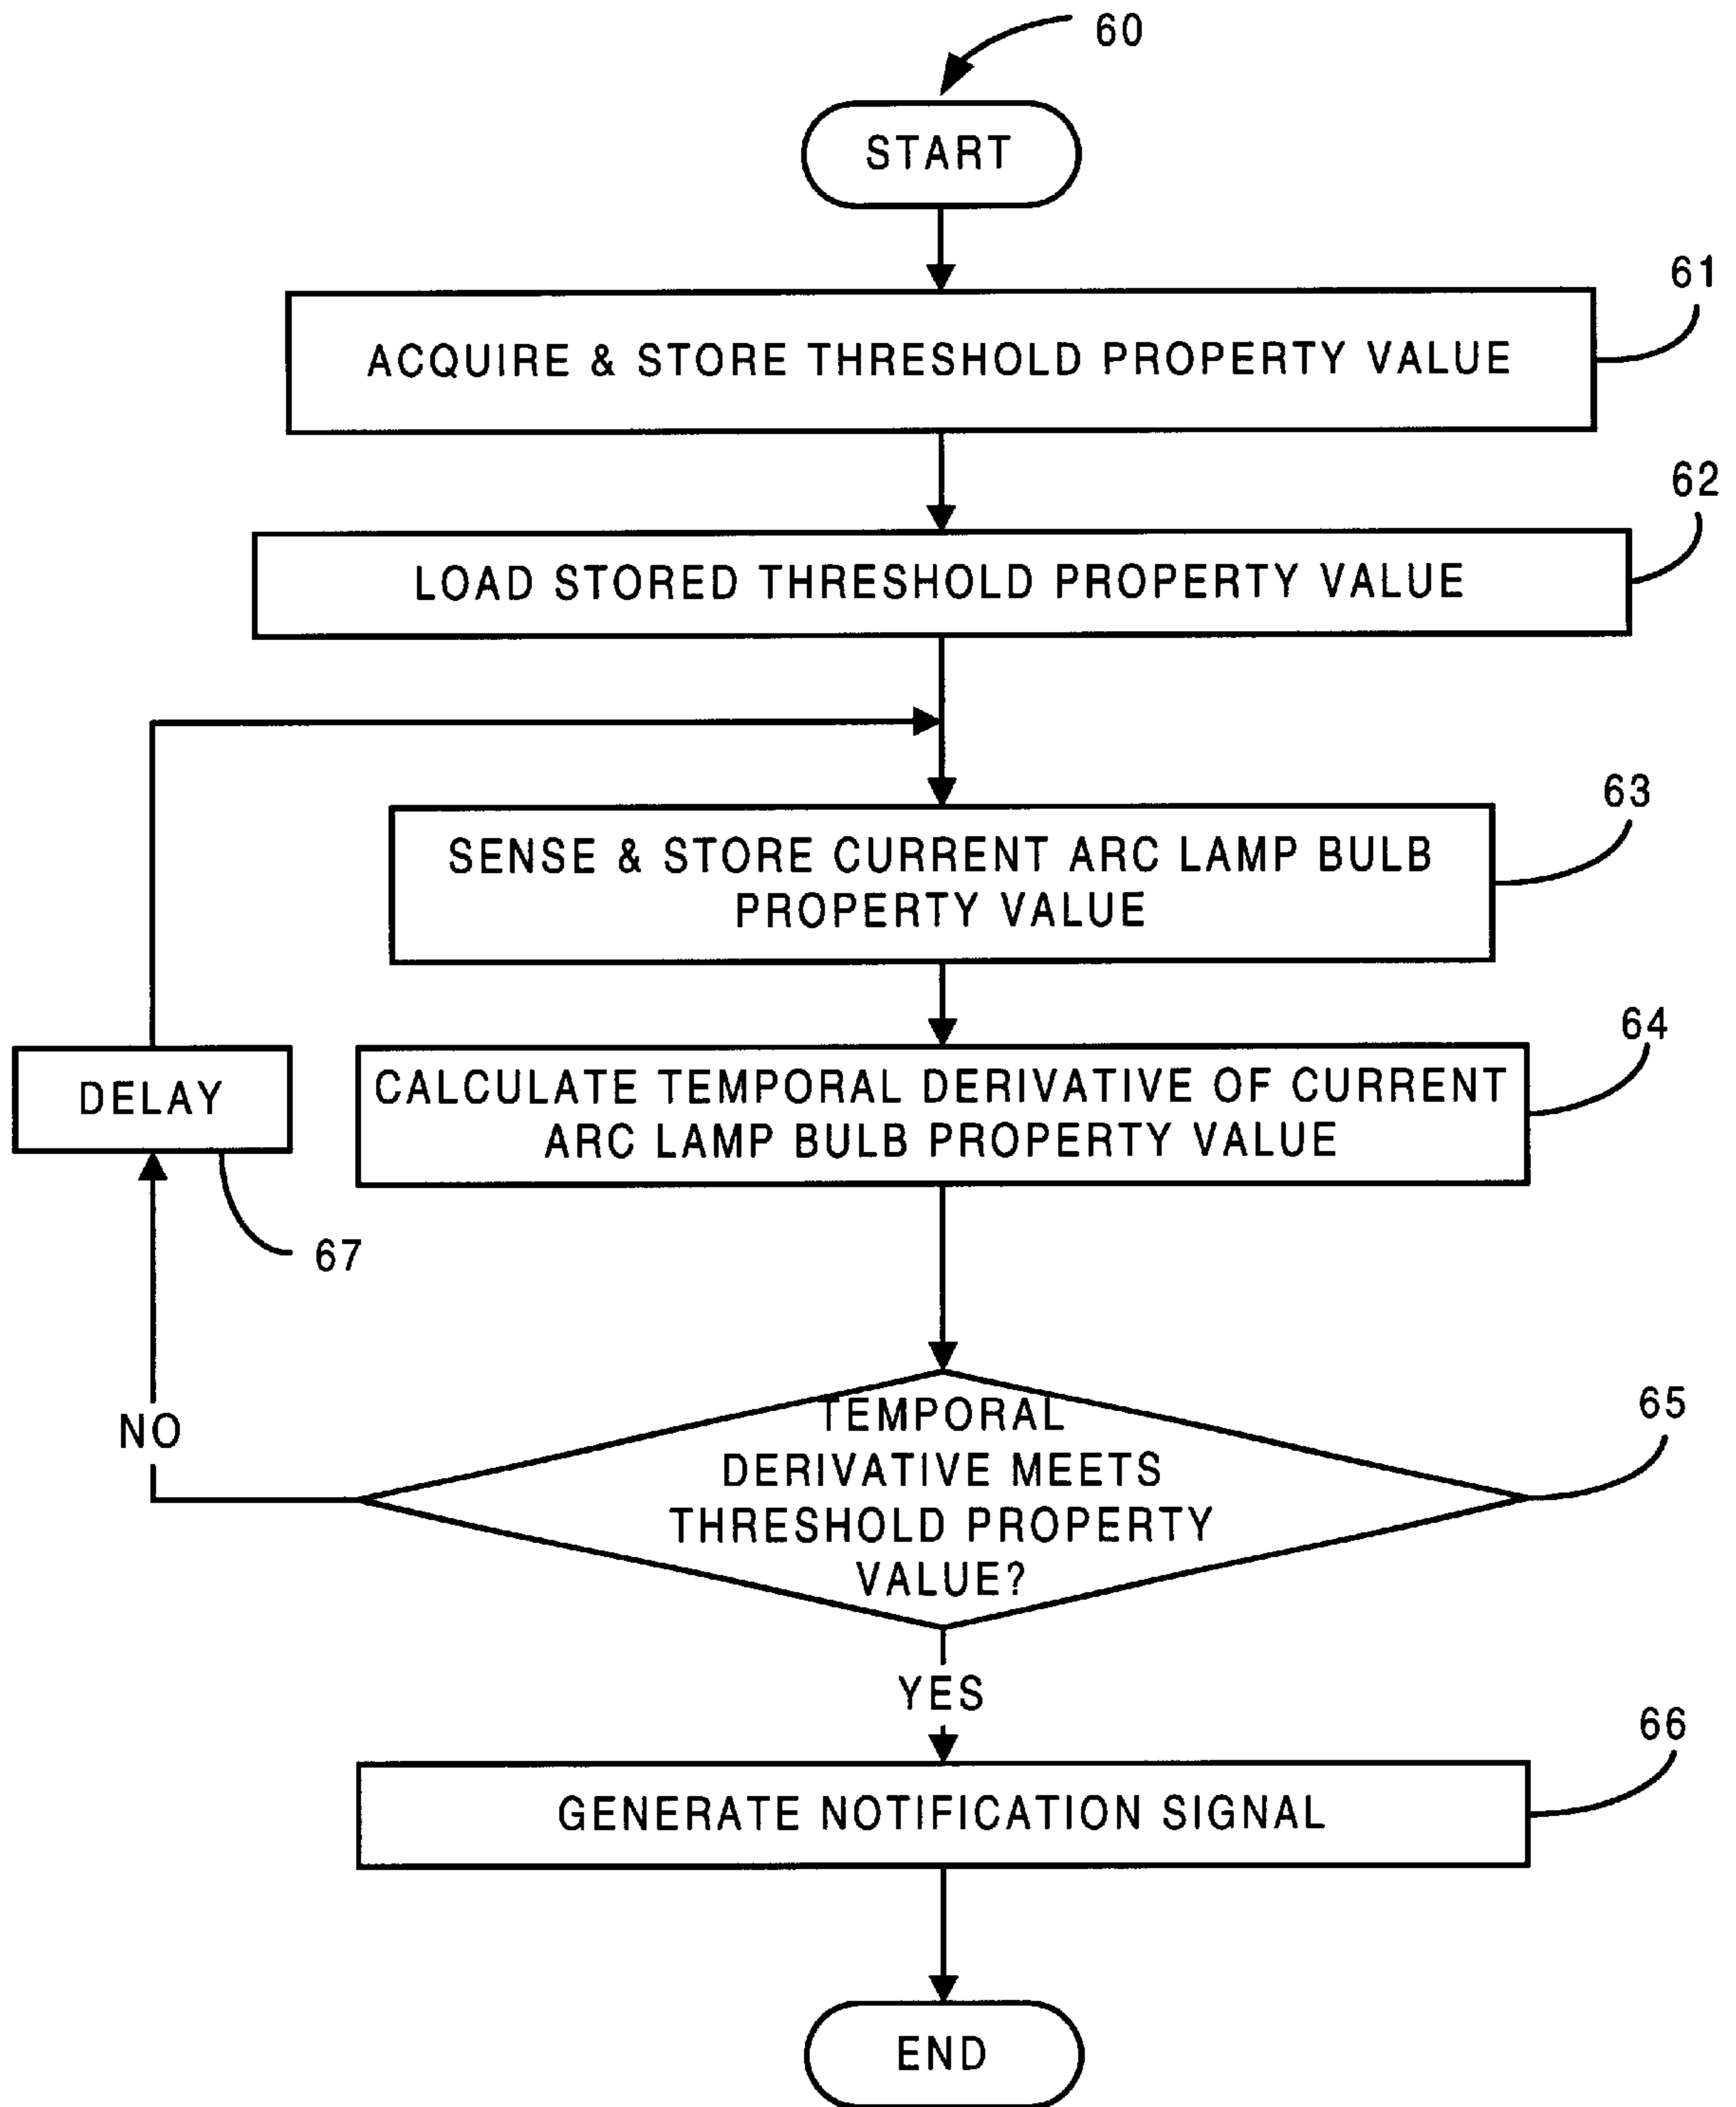 60
START
61
ACQUIRE & STORE THRESHOLD PROPERTY VALUE
62
LOAD STORED THRESHOLD PROPERTY VALUE
63
SENSE & STORE CURRENT ARC LAMP BULB
PROPERTY VALUE
64
CALCULATE TEMPORAL DERIVATIVE OF CURRENT
ARC LAMP BULB PROPERTY VALUE
DELAY
67
65
TEMPORAL
DERIVATIVE MEETS
THRESHOLD PROPERTY
VALUE?
NO
YES
66
GENERATE NOTIFICATION SIGNAL
END